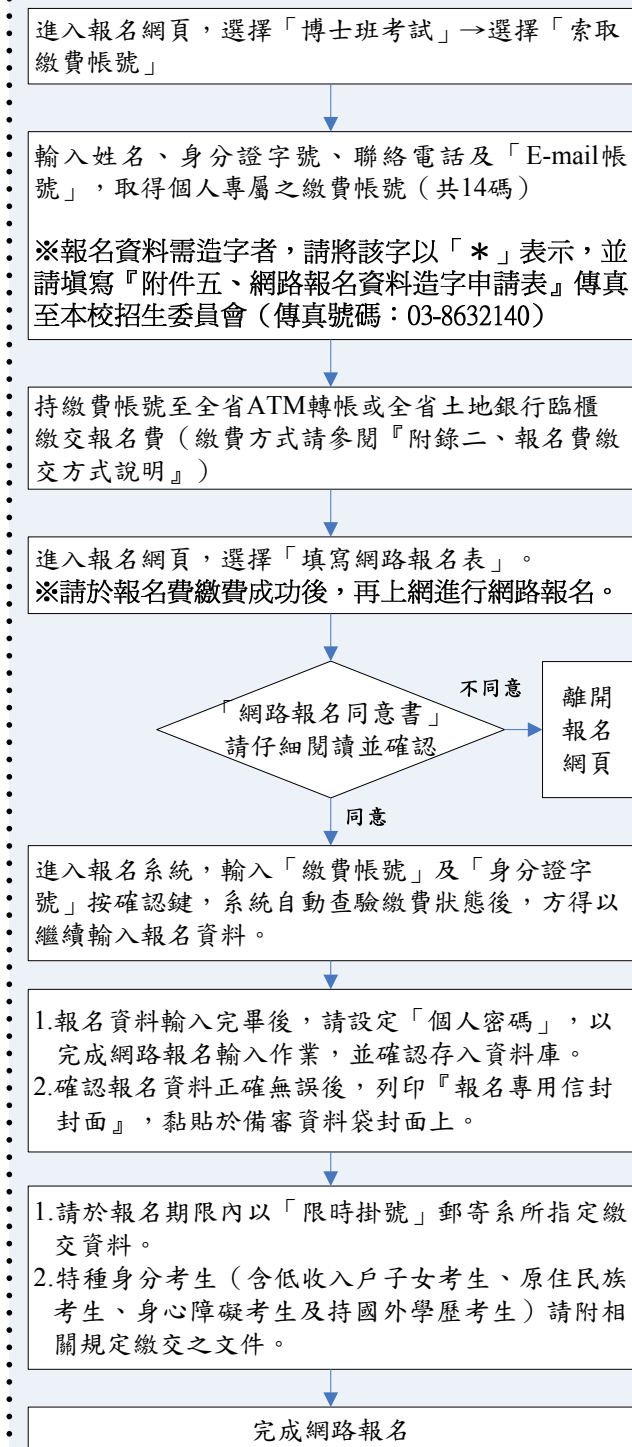 進入報名網頁，選擇「博士班考試」→選擇「索取
繳費帳號」
輸入姓名、身分證字號、聯絡電話及「E-mail帳
號」，取得個人專屬之繳費帳號（共14碼）
※報名資料需造字者，請將該字以「＊」表示，並
請填寫『附件五、網路報名資料造字申請表』傳真
至本校招生委員會（傳真號碼：03-8632140）
持繳費帳號至全省ATM轉帳或全省土地銀行臨櫃
繳交報名費（繳費方式請參閱『附錄二、報名費繳
交方式說明』）
進入報名網頁，選擇「填寫網路報名表」。
※請於報名費繳費成功後，再上網進行網路報名。
「網路報名同意書」
請仔細閱讀並確認
不同意
離開
報名
網頁
同意
進入報名系統，輸入「繳費帳號」及「身分證字
號」按確認鍵，系統自動查驗繳費狀態後，方得以
繼續輸入報名資料。
1.報名資料輸入完畢後，請設定「個人密碼」，以
完成網路報名輸入作業，並確認存入資料庫。
2.確認報名資料正確無誤後，列印『報名專用信封
封面』，黏貼於備審資料袋封面上。
1.請於報名期限內以「限時掛號」郵寄系所指定繳
交資料。
2.特種身分考生（含低收入戶子女考生、原住民族
考生、身心障礙考生及持國外學歷考生）請附相
關規定繳交之文件。
完成網路報名